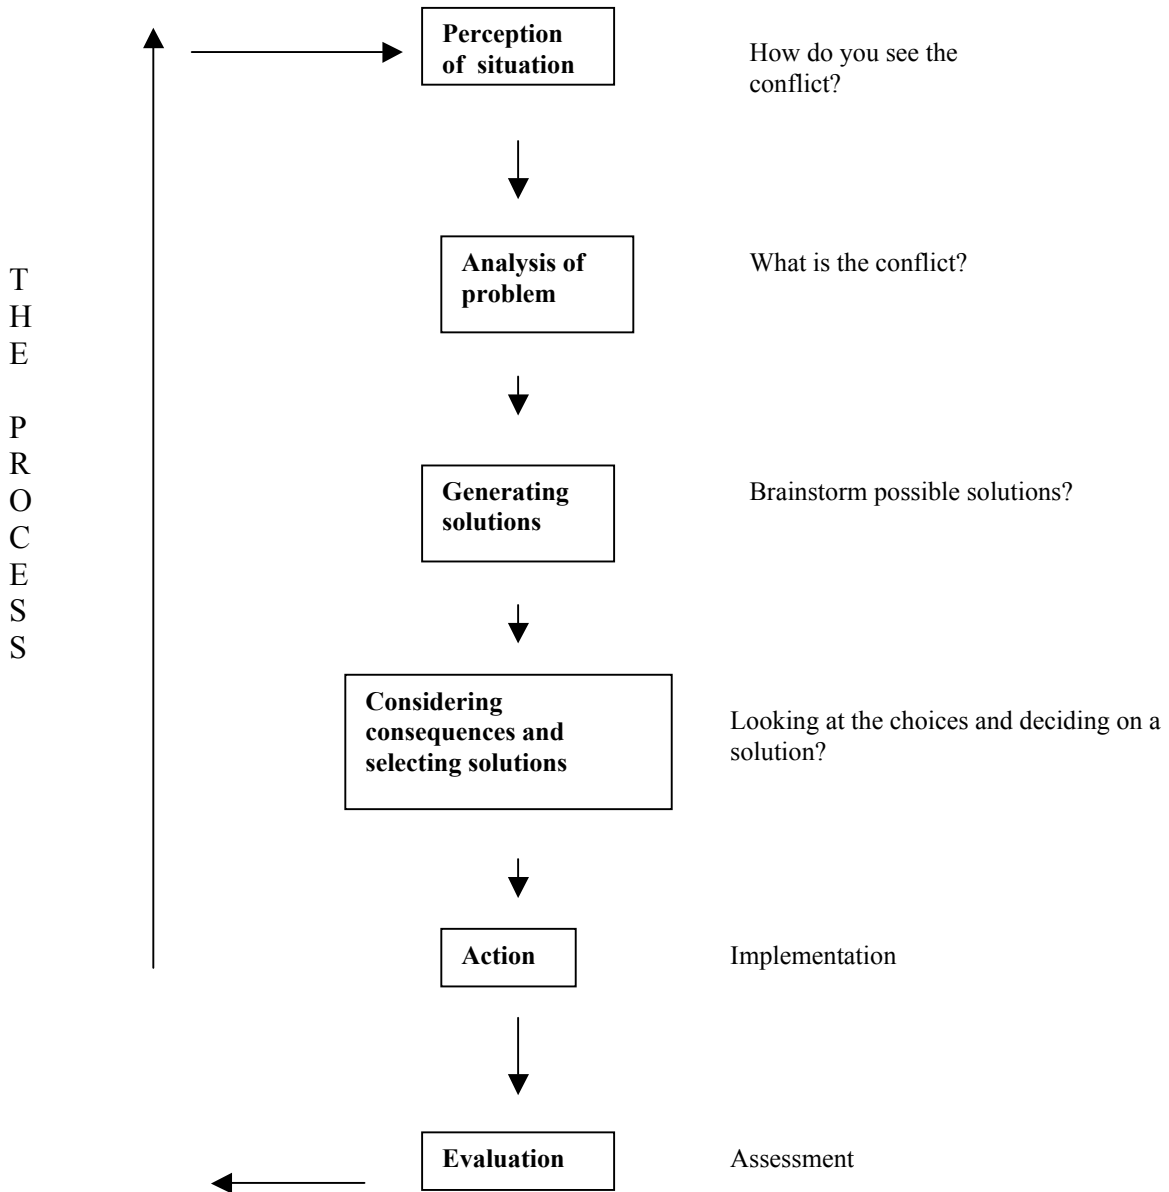 Perception
of situation
How do you see the
conflict?
Analysis of
problem
What is the conflict?
T
H
E
P
R
O
C
E
S
S
Generating
solutions
Brainstorm possible solutions?
Considering
consequences and
selecting solutions
Looking at the choices and deciding on a
solution?
Action
Implementation
Evaluation
Assessment